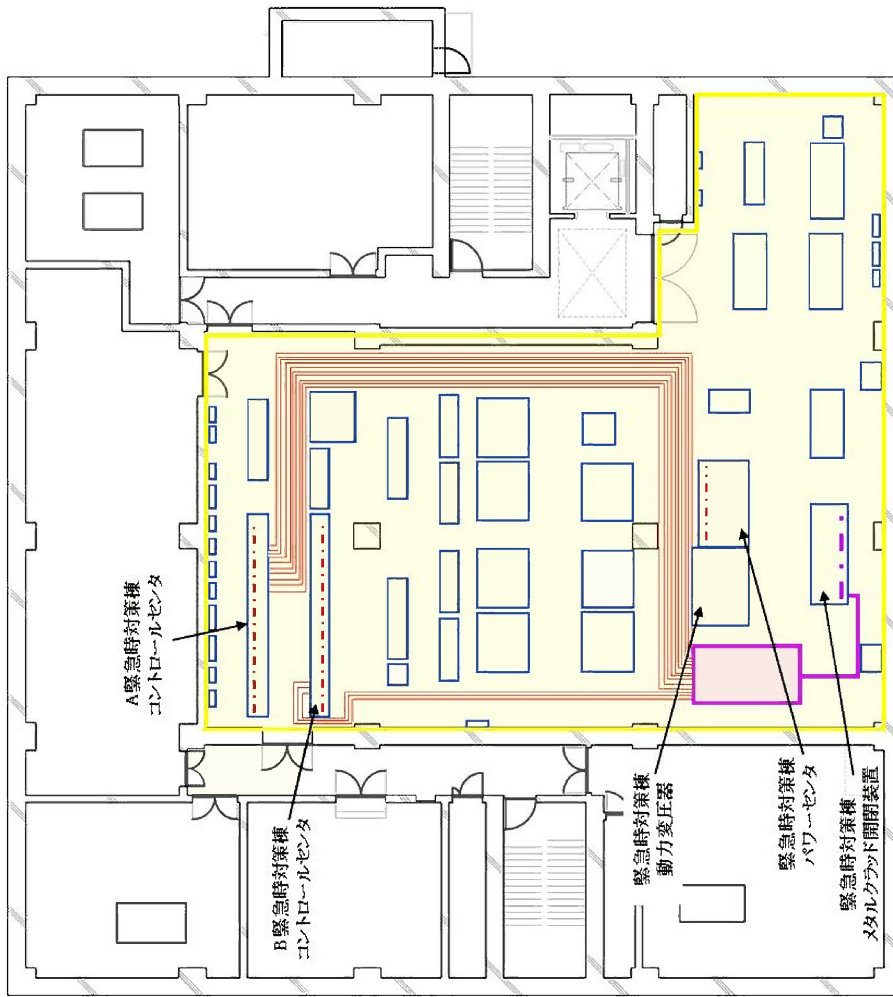 A緊急時対策棟
コントロールセンタ
B緊急時対策棟
コントロールセンタ
緊急時対策棟
動力変圧器
緊急時対策棟
パワーセンタ
緊急時対策棟
メタルクラッド開閉装置